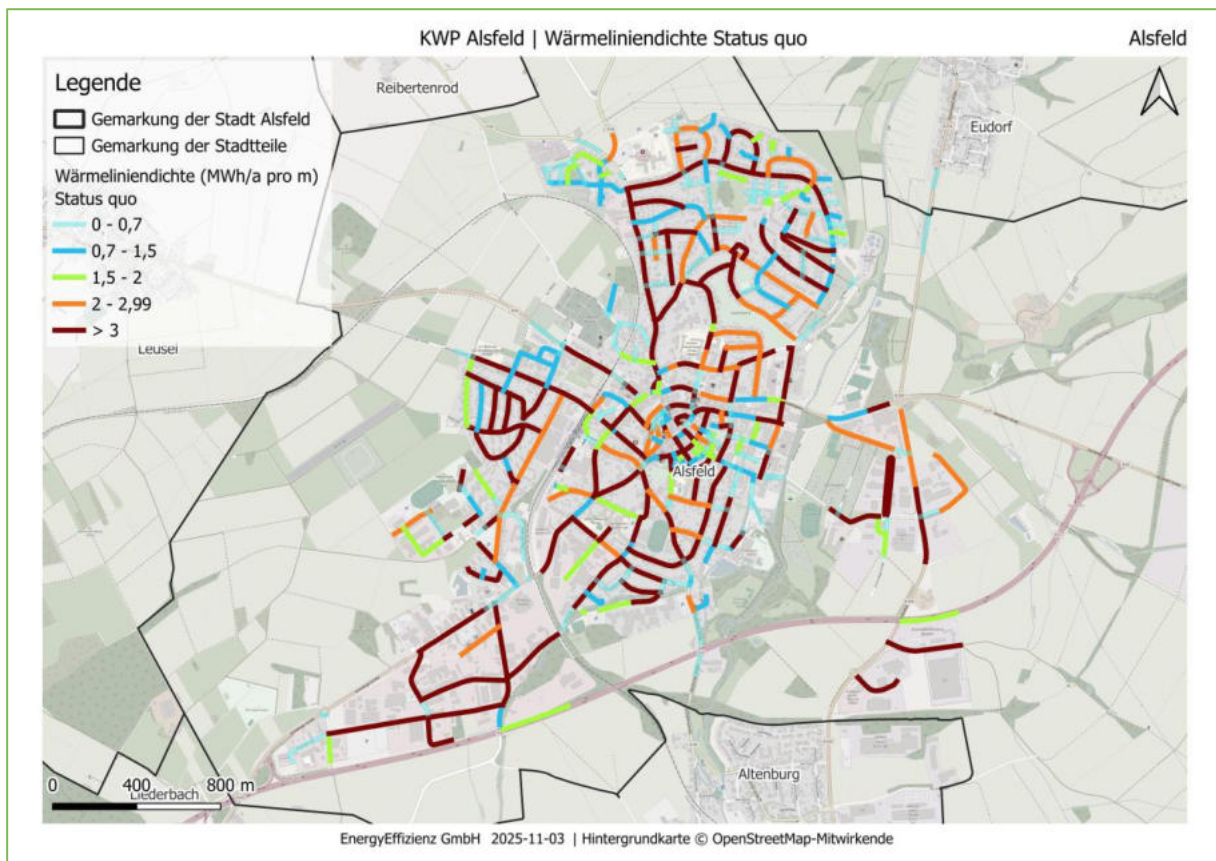 KWP Alsfeld | Wärmeliniendichte Status quo
Alsfeld
Legende
Gemarkung der Stadt Alsfeld
Gemarkung der Stadtteile
Wärmeliniendichte (MWh/a pro m)
Status quo
0 - 0,7
0,7 - 1,5
1,5 - 2
2 - 2,99
> 3
Reibertenrod
Eudorf
Leusel
Alsfeld
Altenburg
Liederbach
0 400 800 m
EnergyEffizienz GmbH 2025-11-03 | Hintergrundkarte © OpenStreetMap-Mitwirkende